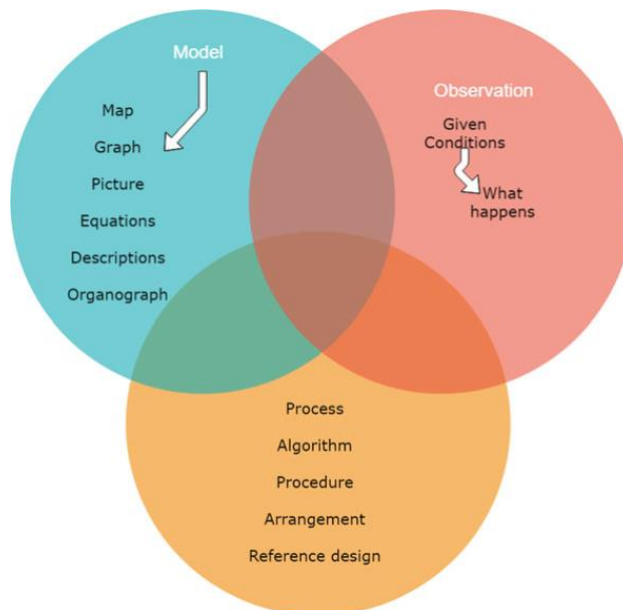 Model
Map
Graph
Picture
Equations
Descriptions
Organograph
Observation
Given
Conditions
What
happens
Process
Algorithm
Procedure
Arrangement
Reference design